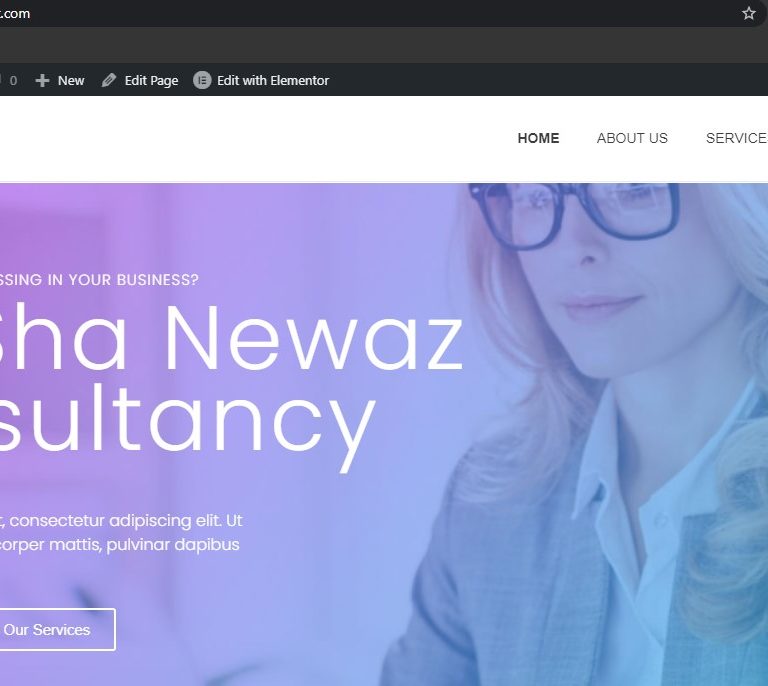 .com
0 New Edit Page Edit with Elementor
HOME ABOUT US SERVICE
SSING IN YOUR BUSINESS?
Sha Newaz
sultancy
t, consectetur adipiscing elit. Ut
corper mattis, pulvinar dapibus
Our Services